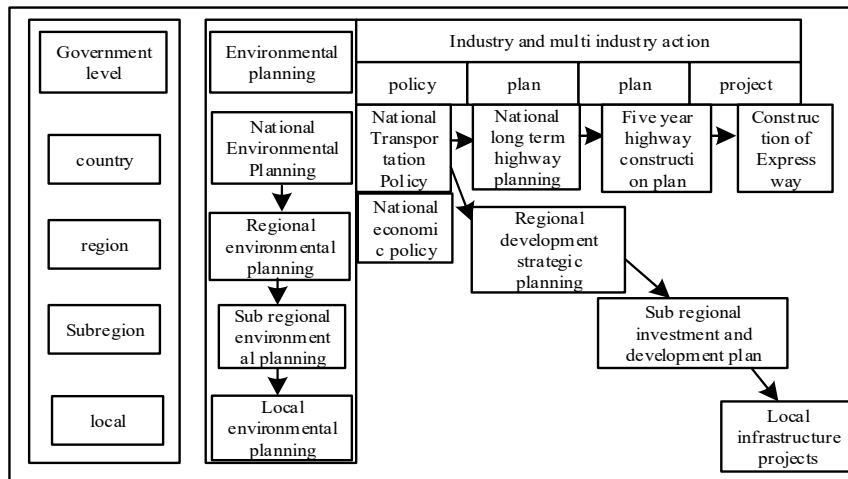 Government
level
Environmental
planning
Industry and multi industry action
policy
plan
plan
project
country
National
Environmental
Planning
National
Transpor
tation
Policy
National
long term
highway
planning
Five year
highway
constructi
on plan
Constru
ction of
Express
way
region
Regional
environmental
planning
National
economi
c policy
Regional
development
strategic
planning
Subregion
Sub regional
environment
al planning
Sub regional
investment and
development plan
local
Local
environmental
planning
Local
infrastructure
projects